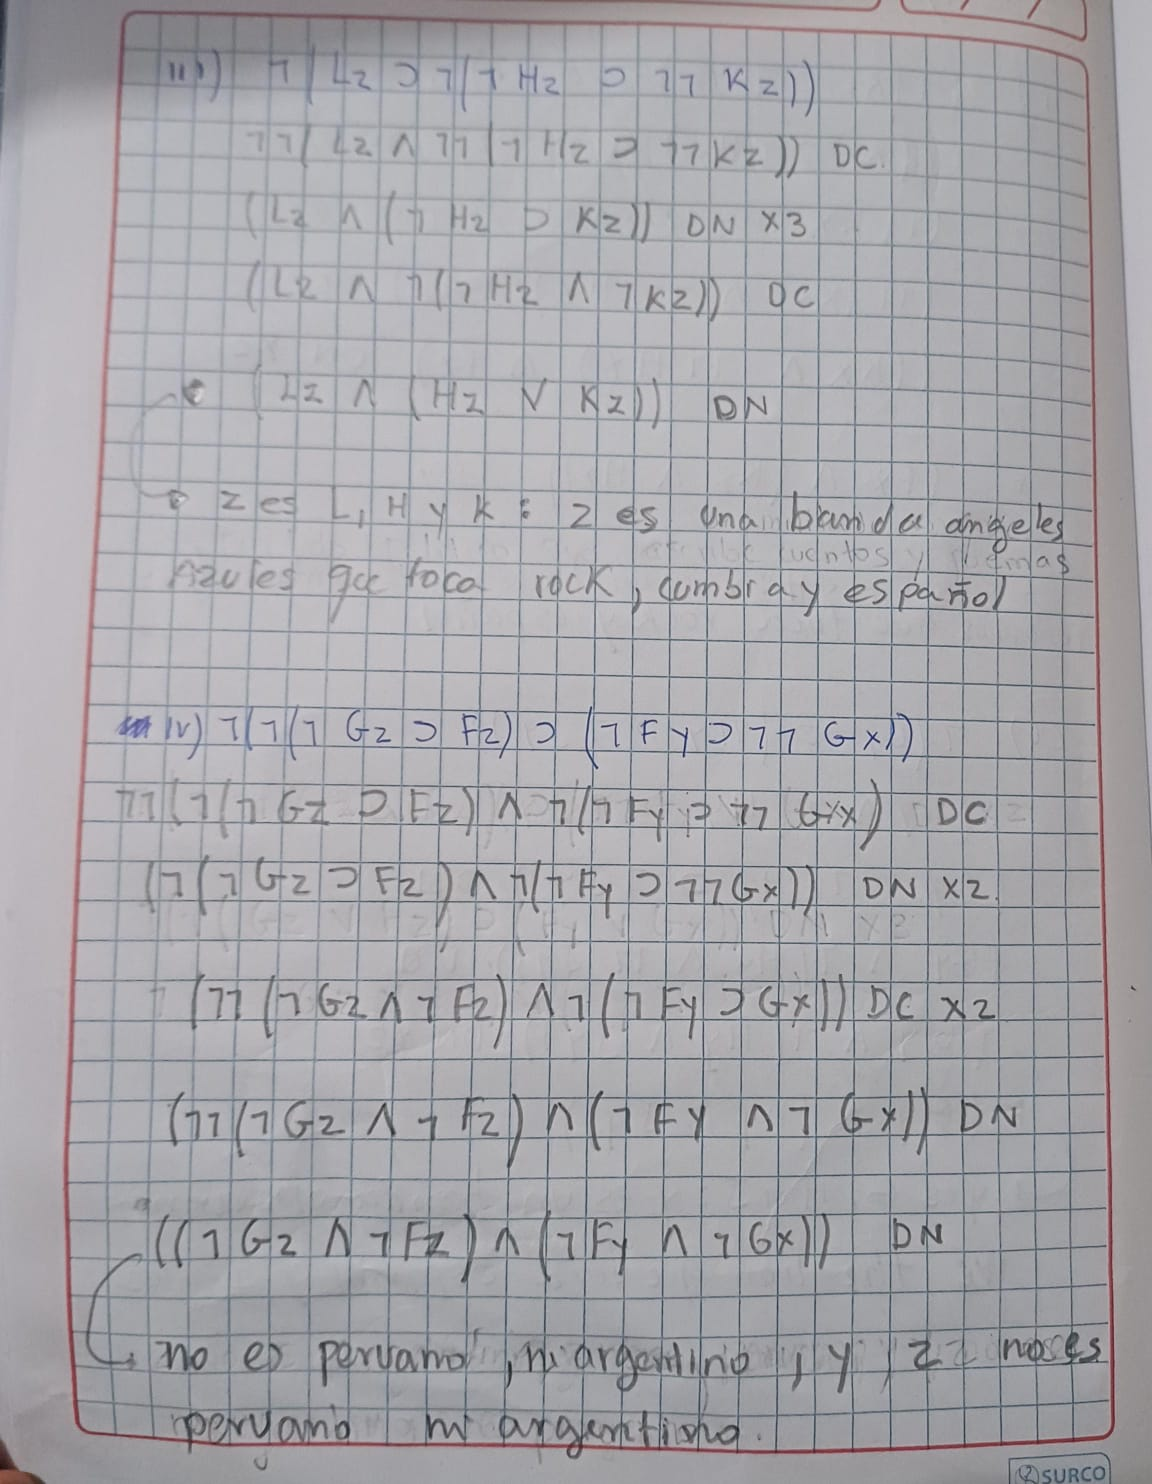 iii) ¬(Lz ⊃ ¬(¬Hz ⊃ ¬¬Kz))
¬¬(Lz ∧ ¬¬(¬Hz ⊃ ¬¬Kz)) DC.
(Lz ∧ (¬Hz ⊃ Kz)) DN x3
(Lz ∧ ¬(¬Hz ∧ ¬Kz)) DC
(Lz ∧ (Hz ∨ Kz)) DN
z es L, H y K : z es una banda angeles
cuentos y
Azules que toca rock, cumbia y español
iv) ¬(¬(¬Gz ⊃ Fz) ⊃ (¬Fy ⊃ ¬¬Gx))
¬¬(¬(¬Gz ⊃ Fz) ∧ ¬(¬Fy ⊃ ¬¬Gx) DC
(¬(¬Gz ⊃ Fz) ∧ ¬(¬Fy ⊃ ¬¬Gx)) DN x2.
(¬¬(¬Gz ∧ ¬Fz) ∧ ¬(¬Fy ⊃ Gx)) DC x2
(¬¬(¬Gz ∧ ¬Fz) ∧ (¬Fy ∧ ¬Gx)) DN
((¬Gz ∧ ¬Fz) ∧ (¬Fy ∧ ¬Gx)) DN
no es peruano, ni argentino, y, z no es
peruano ni argentino.
SURCO